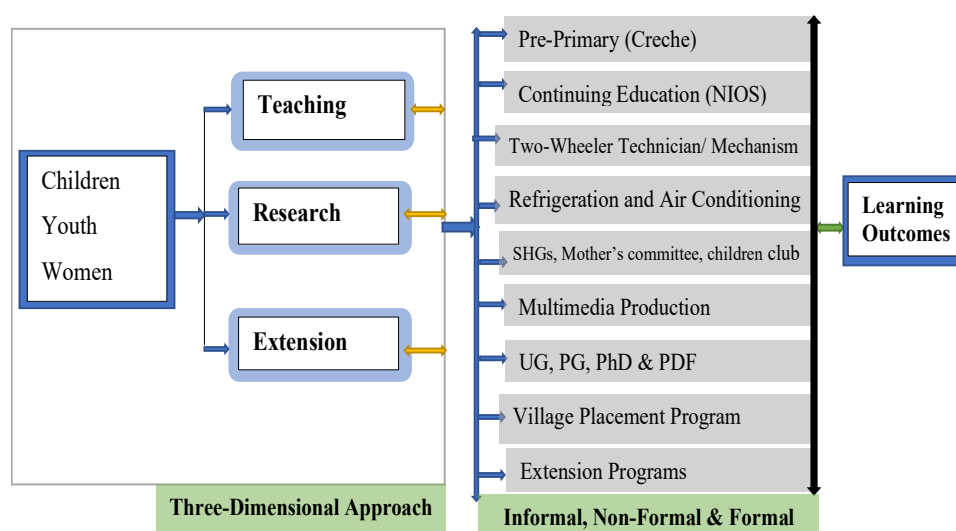 Children
Youth
Women
Teaching
Research
Extension
Three-Dimensional Approach
Pre-Primary (Creche)
Continuing Education (NIOS)
Two-Wheeler Technician/ Mechanism
Refrigeration and Air Conditioning
SHGs, Mother’s committee, children club
Multimedia Production
UG, PG, PhD & PDF
Village Placement Program
Extension Programs
Informal, Non-Formal & Formal
Learning
Outcomes